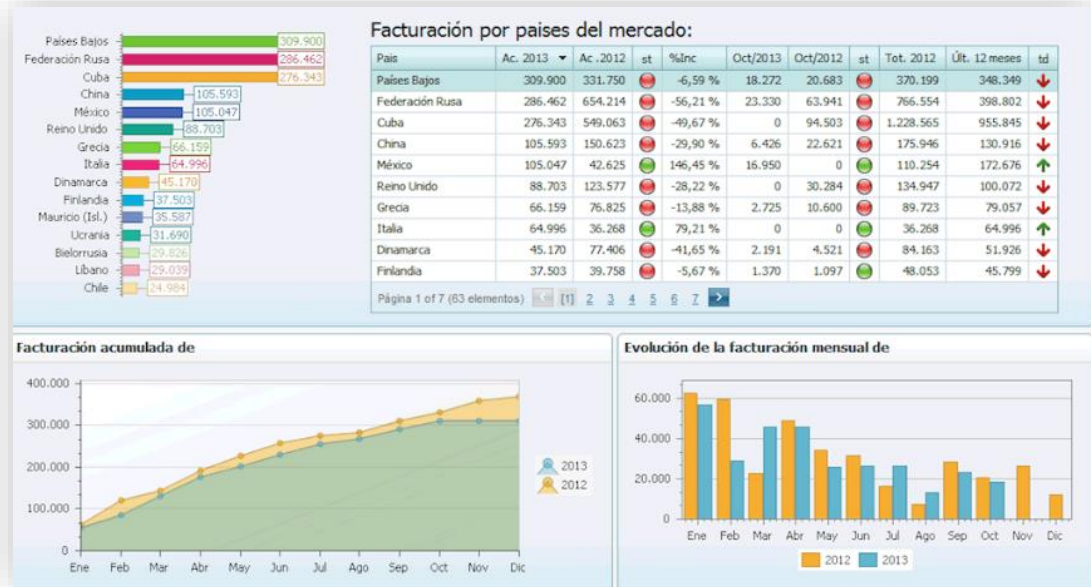 Facturación por paises del mercado:
Países Bajos 309.900
Federación Rusa 286.462
Cuba 276.343
China 105.593
México 105.047
Reino Unido 88.703
Grecia 66.159
Italia 64.996
Dinamarca 45.170
Finlandia 37.503
Mauricio (Isl.) 35.587
Ucrania 31.690
Bielorrusia 29.826
Líbano 29.039
Chile 24.984
Pais Ac. 2013 Ac .2012 st %Inc Oct/2013 Oct/2012 st Tot. 2012 Últ. 12 meses td
Países Bajos 309.900 331.750 -6,59 % 18.272 20.683 370.199 348.349
Federación Rusa 286.462 654.214 -56,21 % 23.330 63.941 766.554 398.802
Cuba 276.343 549.063 -49,67 % 0 94.503 1.228.565 955.845
China 105.593 150.623 -29,90 % 6.426 22.621 175.946 130.916
México 105.047 42.625 146,45 % 16.950 0 110.254 172.676
Reino Unido 88.703 123.577 -28,22 % 0 30.284 134.947 100.072
Grecia 66.159 76.825 -13,88 % 2.725 10.600 89.723 79.057
Italia 64.996 36.268 79,21 % 0 0 36.268 64.996
Dinamarca 45.170 77.406 -41,65 % 2.191 4.521 84.163 51.926
Finlandia 37.503 39.758 -5,67 % 1.370 1.097 48.053 45.799
Página 1 of 7 (63 elementos) [1] 2 3 4 5 6 7
Facturación acumulada de
400.000
300.000
200.000
100.000
0
Ene Feb Mar Abr May Jun Jul Ago Sep Oct Nov Dic
2013
2012
Evolución de la facturación mensual de
60.000
40.000
20.000
0
Ene Feb Mar Abr May Jun Jul Ago Sep Oct Nov Dic
2012 2013